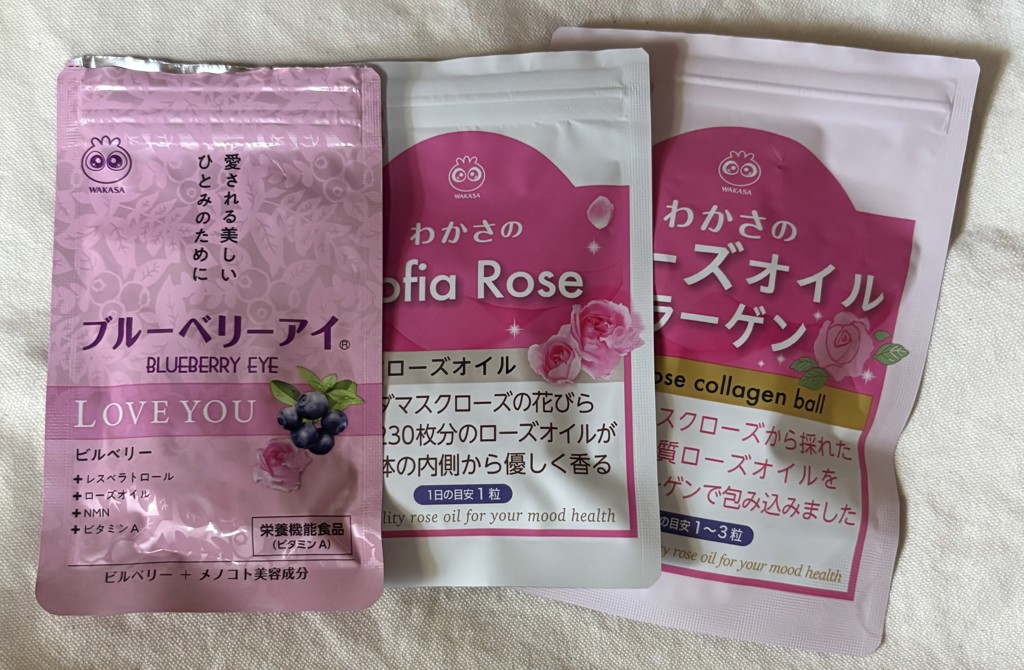 WAKASA
愛される美しい
ひとみのために
ブルーベリーアイ®
BLUEBERRY EYE
LOVE YOU
ビルベリー
+レスベラトロール
+ローズオイル
+NMN
+ビタミンA
栄養機能食品
(ビタミンA)
ビルベリー + メノコト美容成分
WAKASA
わかさの
ofia Rose
ローズオイル
ダマスクローズの花びら
230枚分のローズオイルが
体の内側から優しく香る
1日の目安 1粒
lity rose oil for your mood health
WAKASA
わかさの
ーズオイル
ラーゲン
ose collagen ball
スクローズから採れた
質ローズオイルを
ーゲンで包み込みました
の目安 1〜3粒
ty rose oil for your mood health